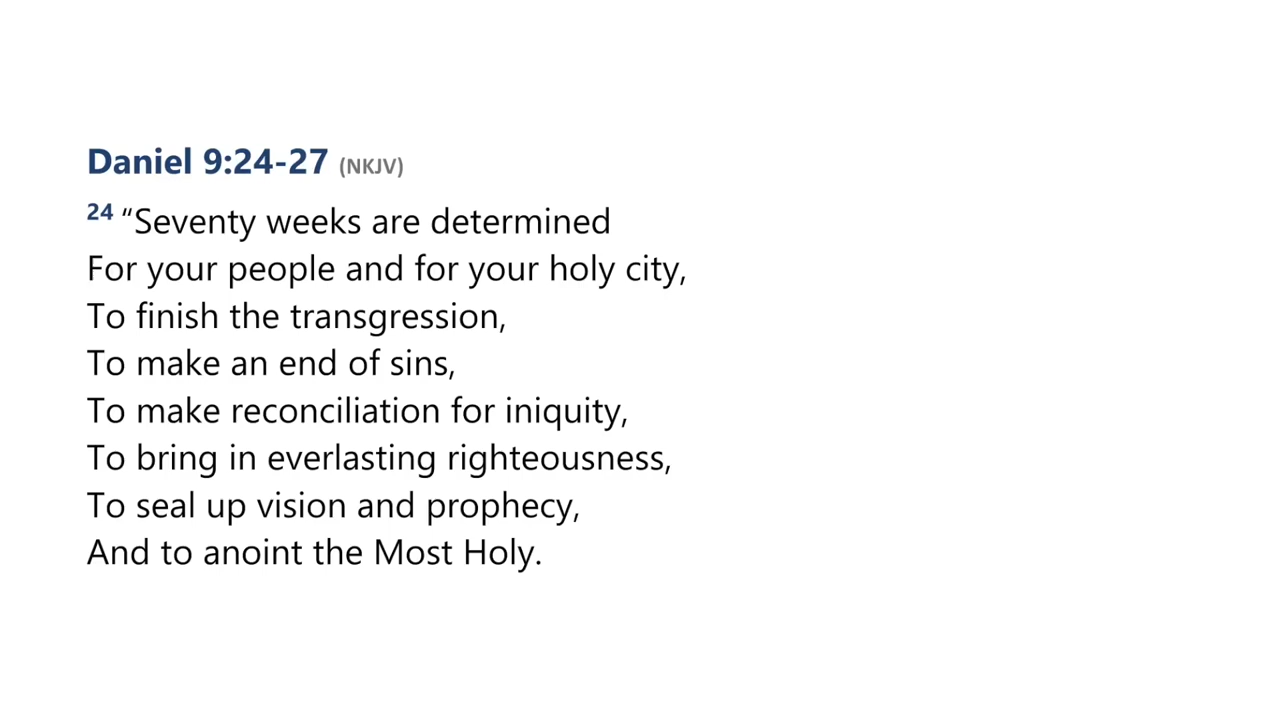 Daniel 9:24-27 (NKJV)
24 “Seventy weeks are determined
For your people and for your holy city,
To finish the transgression,
To make an end of sins,
To make reconciliation for iniquity,
To bring in everlasting righteousness,
To seal up vision and prophecy,
And to anoint the Most Holy.